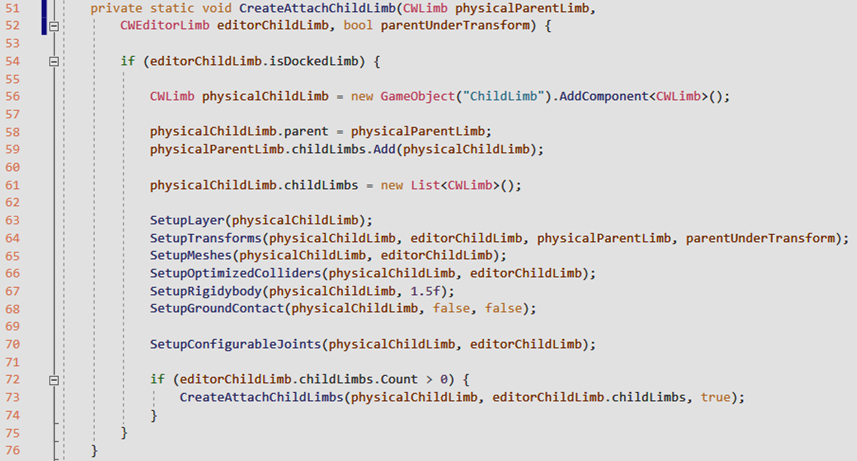 51 private static void CreateAttachChildLimb(CWLimb physicalParentLimb,
52 CWEditorLimb editorChildLimb, bool parentUnderTransform) {
53
54 if (editorChildLimb.isDockedLimb) {
55
56 CWLimb physicalChildLimb = new GameObject("ChildLimb").AddComponent<CWLimb>();
57
58 physicalChildLimb.parent = physicalParentLimb;
59 physicalParentLimb.childLimbs.Add(physicalChildLimb);
60
61 physicalChildLimb.childLimbs = new List<CWLimb>();
62
63 SetupLayer(physicalChildLimb);
64 SetupTransforms(physicalChildLimb, editorChildLimb, physicalParentLimb, parentUnderTransform);
65 SetupMeshes(physicalChildLimb, editorChildLimb);
66 SetupOptimizedColliders(physicalChildLimb, editorChildLimb);
67 SetupRigidybody(physicalChildLimb, 1.5f);
68 SetupGroundContact(physicalChildLimb, false, false);
69
70 SetupConfigurableJoints(physicalChildLimb, editorChildLimb);
71
72 if (editorChildLimb.childLimbs.Count > 0) {
73 CreateAttachChildLimbs(physicalChildLimb, editorChildLimb.childLimbs, true);
74 }
75 }
76 }